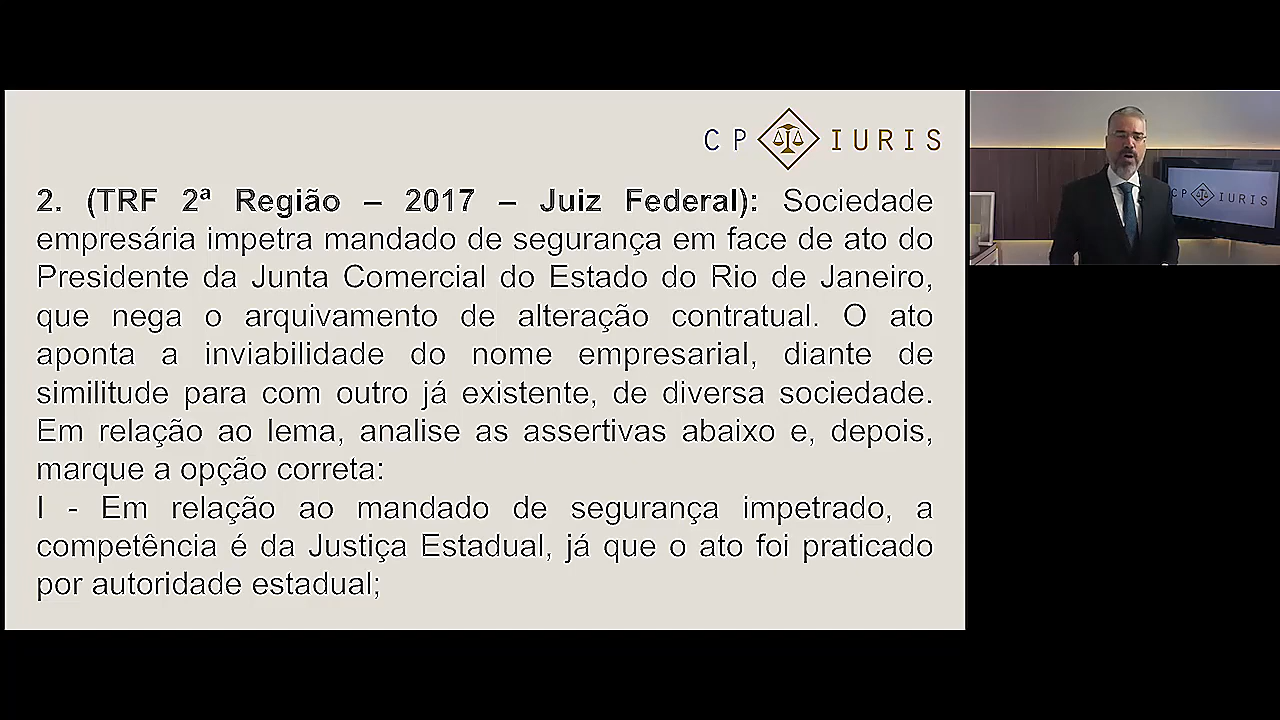 CP IURIS
2. (TRF 2ª Região – 2017 – Juiz Federal): Sociedade
empresária impetra mandado de segurança em face de ato do
Presidente da Junta Comercial do Estado do Rio de Janeiro,
que nega o arquivamento de alteração contratual. O ato
aponta a inviabilidade do nome empresarial, diante de
similitude para com outro já existente, de diversa sociedade.
Em relação ao lema, analise as assertivas abaixo e, depois,
marque a opção correta:
I - Em relação ao mandado de segurança impetrado, a
competência é da Justiça Estadual, já que o ato foi praticado
por autoridade estadual;
CP IURIS